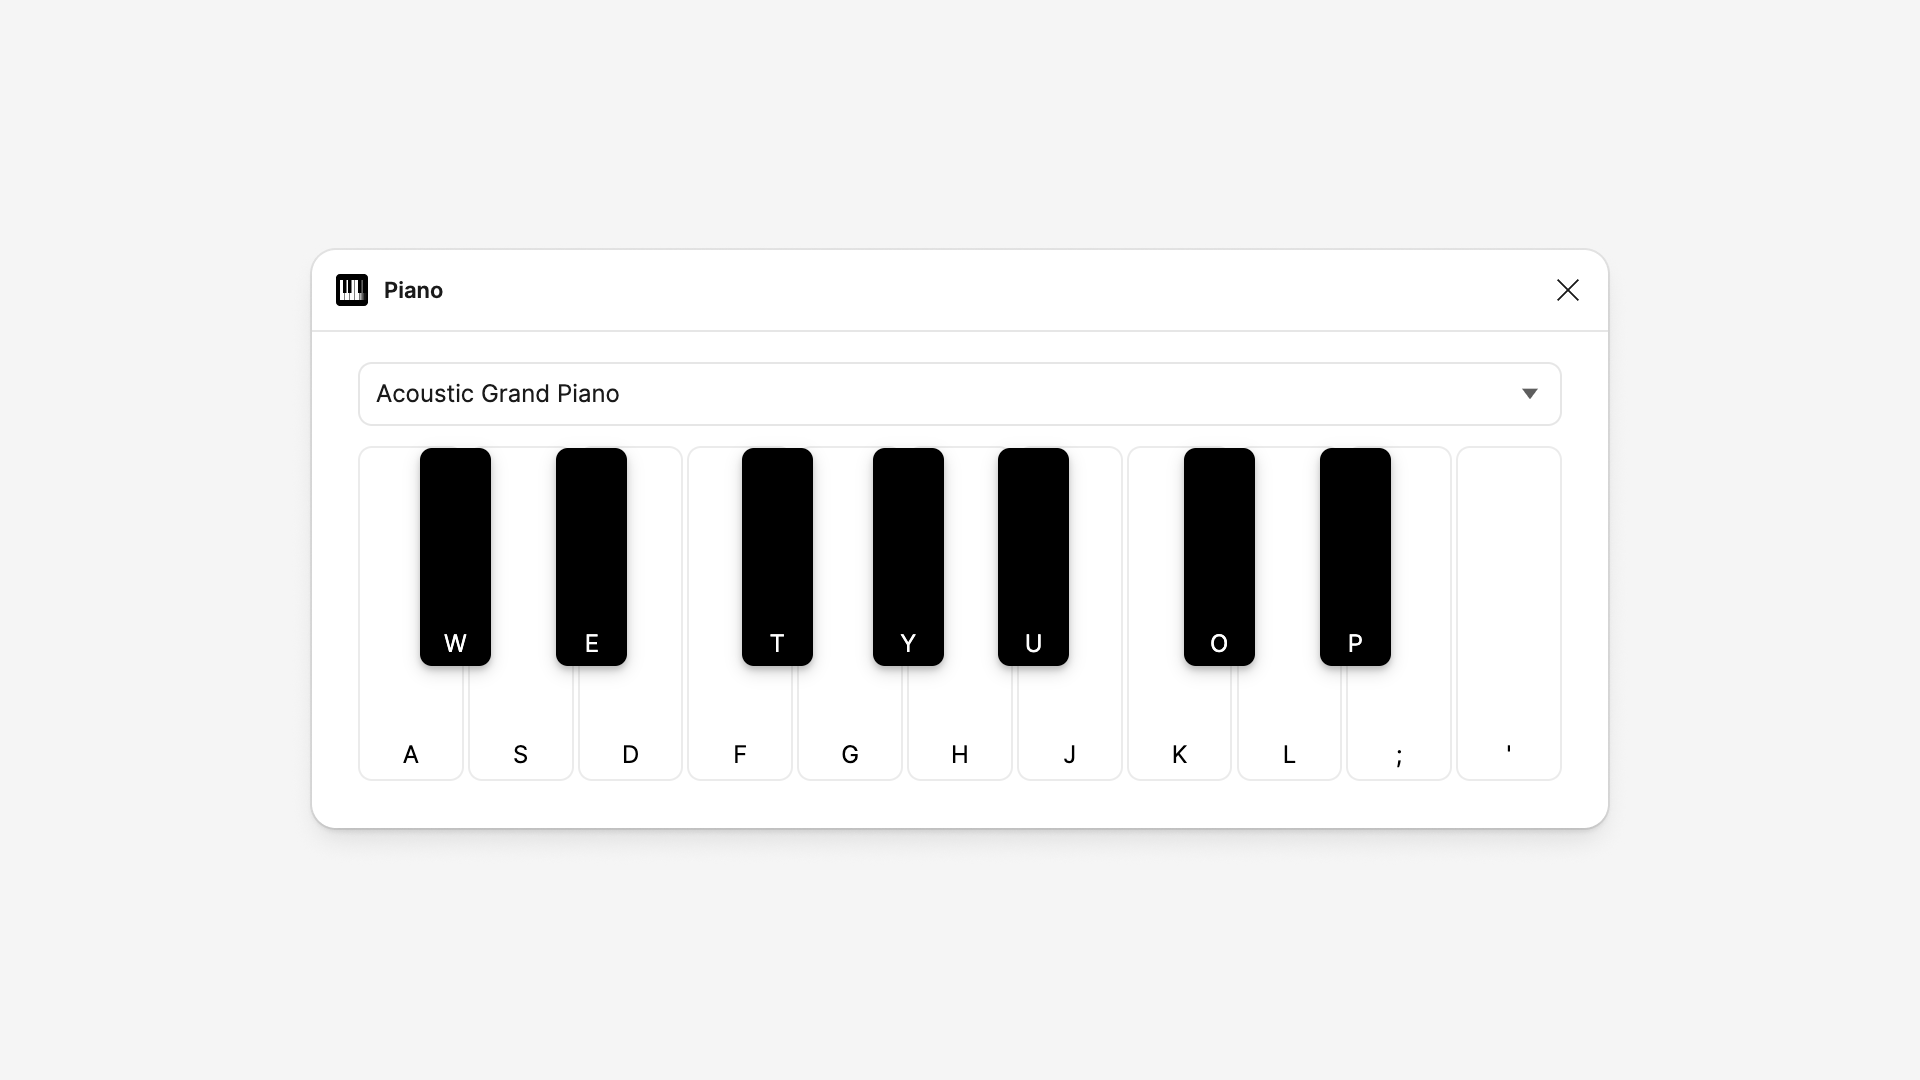 Piano
Acoustic Grand Piano
W E T Y U O P
A S D F G H J K L ; '